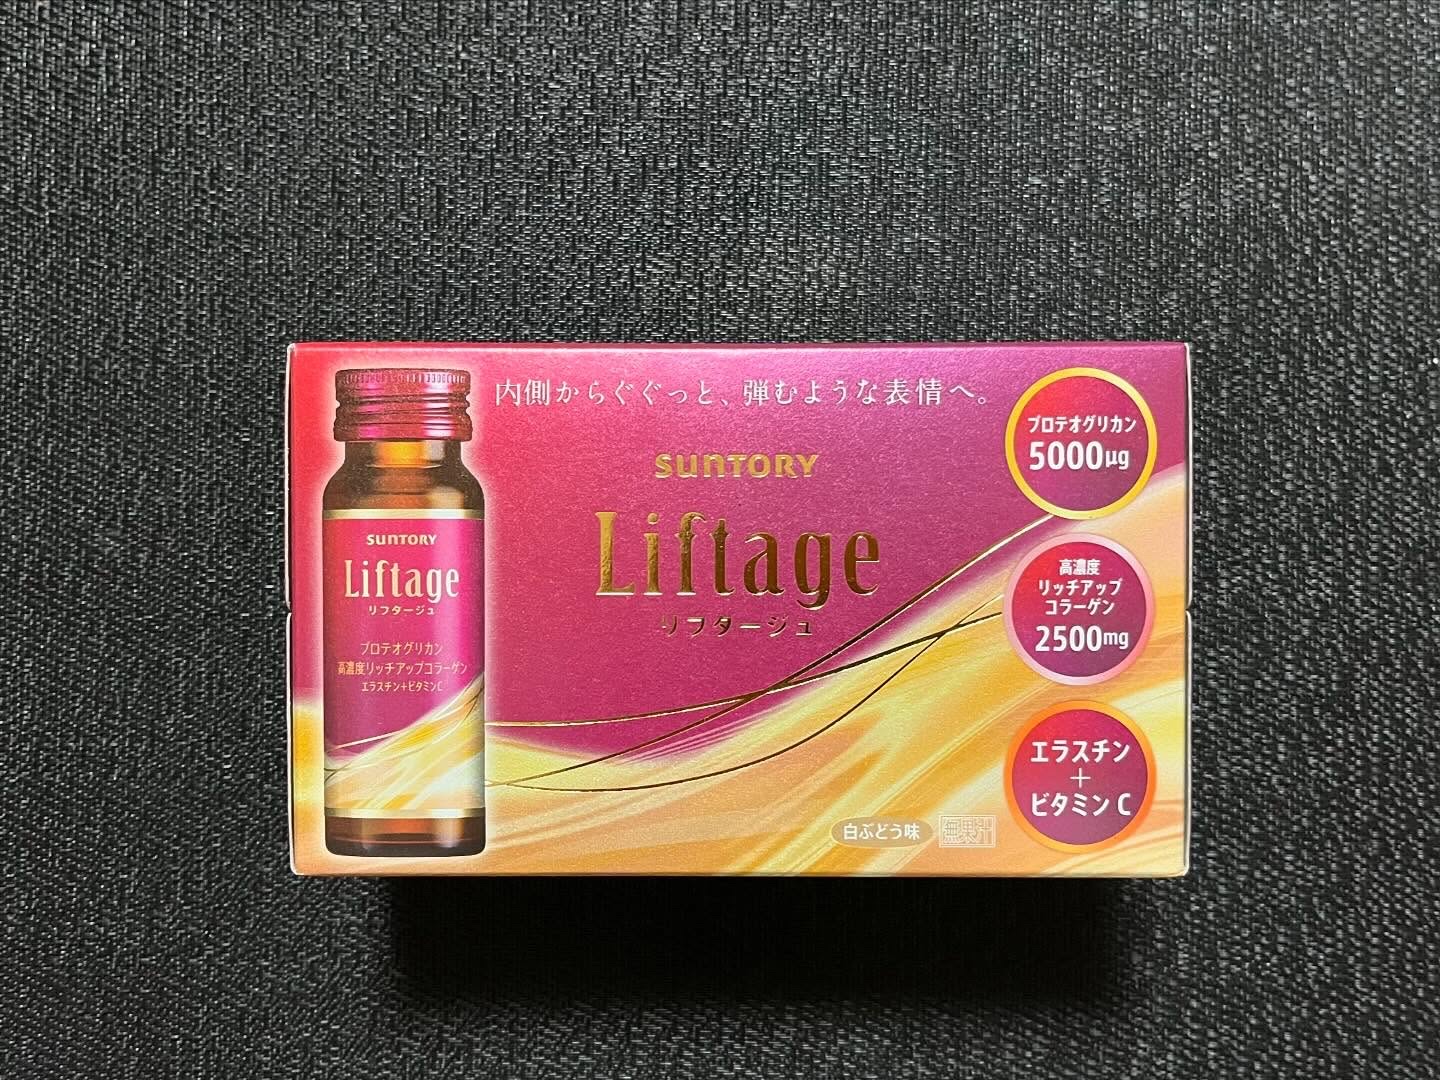 内側からぐぐっと、弾むような表情へ。
SUNTORY
Liftage
リフタージュ
SUNTORY
Liftage
リフタージュ
プロテオグリカン
高濃度リッチアップコラーゲン
エラスチン+ビタミンC
プロテオグリカン
5000μg
高濃度
リッチアップ
コラーゲン
2500mg
エラスチン
+
ビタミンC
白ぶどう味
無果汁